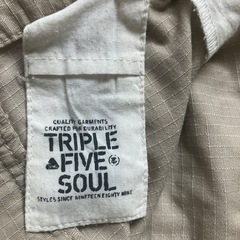 QUALITY GARMENTS
CRAFTED FOR DURABILITY
TRIPLE
FIVE
SOUL
STYLES SINCE NINETEEN EIGHTY NINE